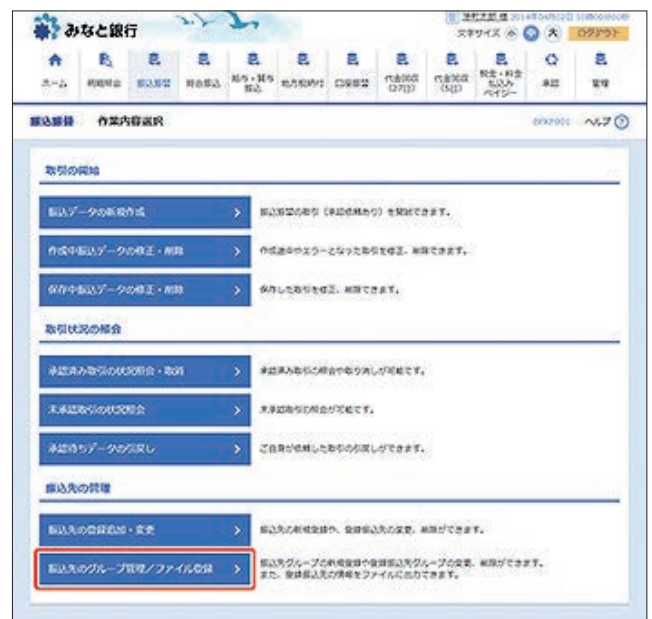 みなと銀行
文字サイズ 小 中 大 ログアウト
ホーム 明細照会 振込振替 総合振込 給与・賞与振込 地方税納付 口座振替 代金回収 代金回収 税金・料金払込み ペイジー 承認 管理
振込振替 作業内容選択 ヘルプ ?
取引の開始
振込データの新規作成 > 振込振替の取引（承認依頼あり）を開始できます。
作成中振込データの修正・削除 > 作成途中やエラーとなった取引を修正、削除できます。
保存中振込データの修正・削除 > 保存した取引を修正、削除できます。
取引状況の照会
承認済み取引の状況照会・取消 > 承認済み取引の照会や取り消しが可能です。
未承認取引の状況照会 > 未承認取引の照会が可能です。
承認待ちデータの引戻し > ご自身が依頼した取引の引戻しができます。
振込先の管理
振込先の登録追加・変更 > 振込先の新規登録や、登録振込先の変更、削除ができます。
振込先のグループ管理／ファイル登録 > 振込先グループの新規登録や登録振込先グループの変更、削除ができます。
また、登録振込先の情報をファイルに出力できます。